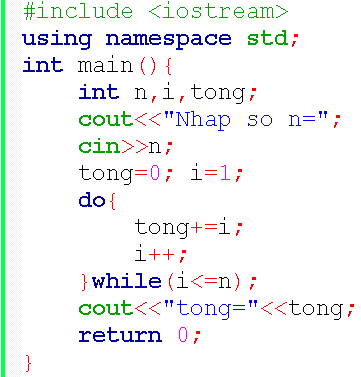 #include <iostream>
using namespace std;
int main(){
    int n,i,tong;
    cout<<"Nhap so n=";
    cin>>n;
    tong=0; i=1;
    do{
        tong+=i;
        i++;
    }while(i<=n);
    cout<<"tong="<<tong;
    return 0;
}